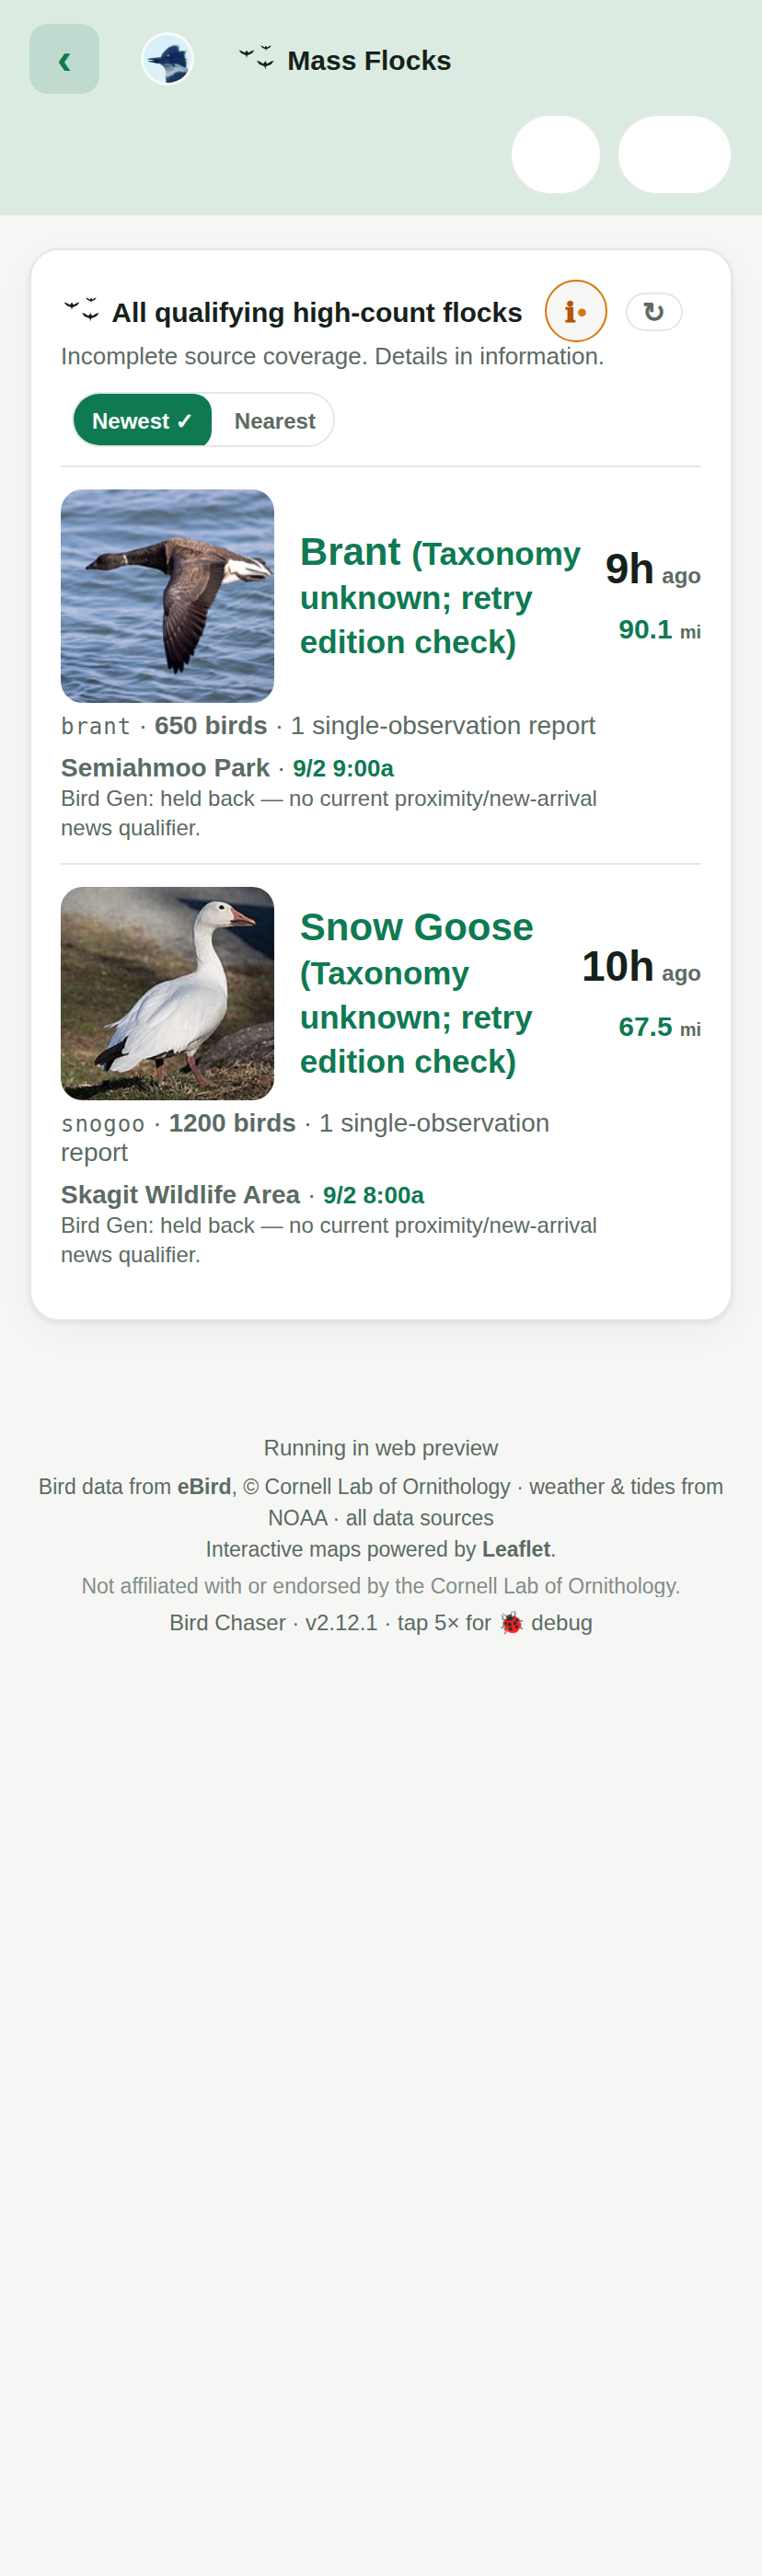 ‹
Mass Flocks
All qualifying high-count flocks i• ↻
Incomplete source coverage. Details in information.
Newest ✓ Nearest
Brant (Taxonomy
unknown; retry
edition check)
9h ago
90.1 mi
brant · 650 birds · 1 single-observation report
Semiahmoo Park · 9/2 9:00a
Bird Gen: held back — no current proximity/new-arrival
news qualifier.
Snow Goose
(Taxonomy
unknown; retry
edition check)
10h ago
67.5 mi
snogoo · 1200 birds · 1 single-observation
report
Skagit Wildlife Area · 9/2 8:00a
Bird Gen: held back — no current proximity/new-arrival
news qualifier.
Running in web preview
Bird data from eBird, © Cornell Lab of Ornithology · weather & tides from
NOAA · all data sources
Interactive maps powered by Leaflet.
Not affiliated with or endorsed by the Cornell Lab of Ornithology.
Bird Chaser · v2.12.1 · tap 5× for 🐞 debug